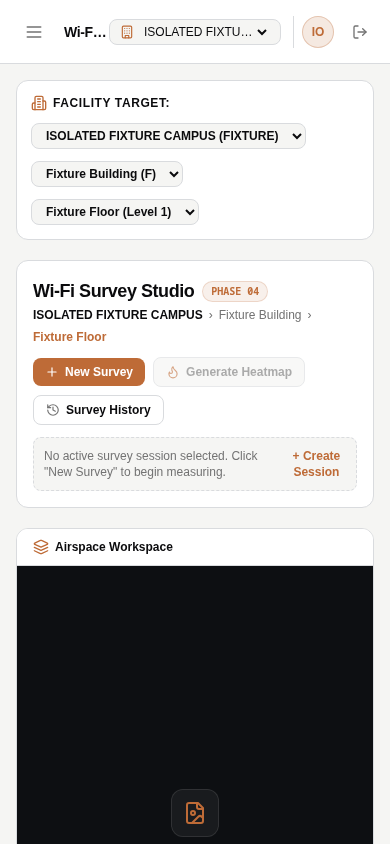 Wi-F...
ISOLATED FIXTU...
IO
FACILITY TARGET:
ISOLATED FIXTURE CAMPUS (FIXTURE)
Fixture Building (F)
Fixture Floor (Level 1)
Wi-Fi Survey Studio PHASE 04
ISOLATED FIXTURE CAMPUS › Fixture Building ›
Fixture Floor
New Survey Generate Heatmap
Survey History
No active survey session selected. Click
"New Survey" to begin measuring.
+ Create
Session
Airspace Workspace